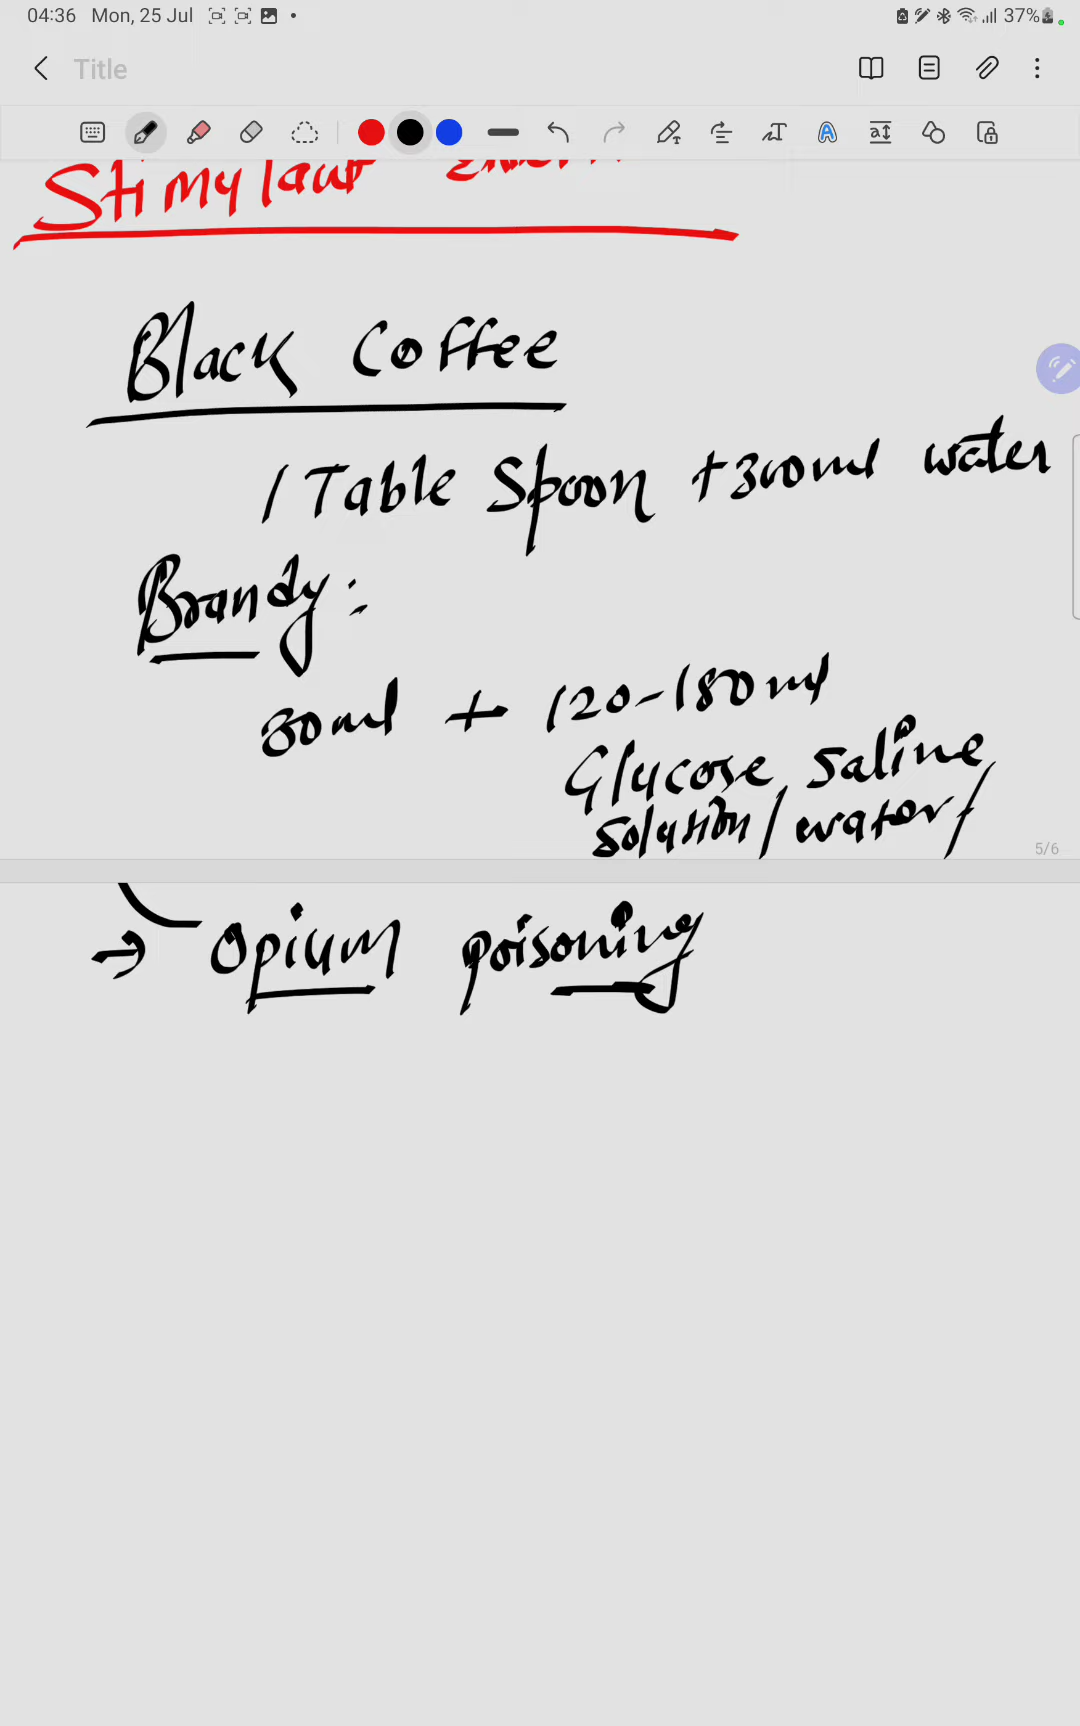 04:36 Mon, 25 Jul 37%
Title
Stimulant
Black Coffee
1 Table Spoon + 300ml water
Brandy:
30ml + 120-180ml
Glucose saline
solution / water /
5/6
→ Opium poisoning